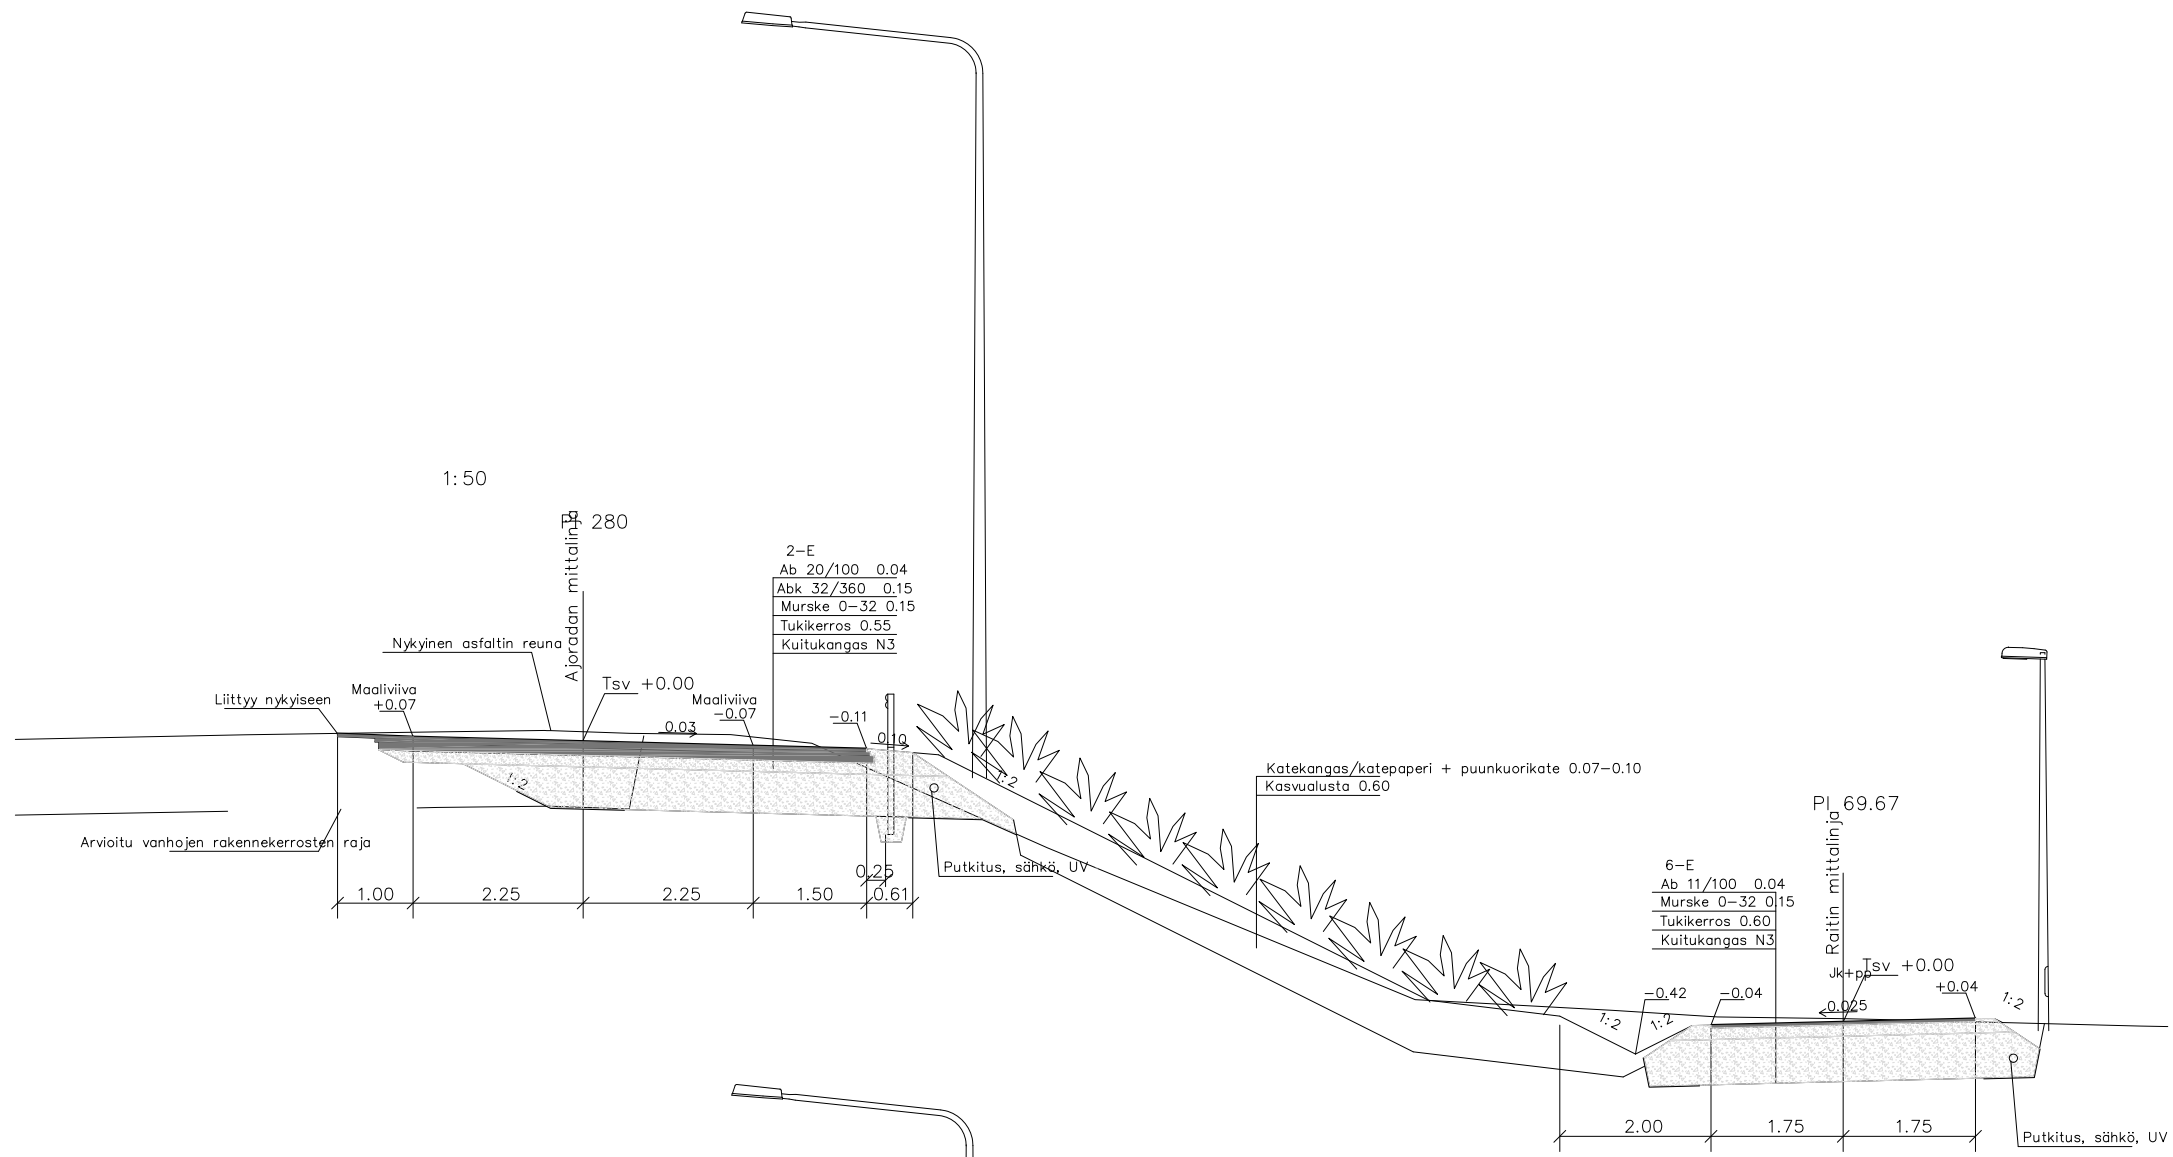 1:50
Pl 280
Ajoradan mittalinja
2-E
Ab 20/100 0.04
Abk 32/360 0.15
Murske 0-32 0.15
Tukikerros 0.55
Kuitukangas N3
Nykyinen asfaltin reuna
Tsv +0.00
Liittyy nykyiseen
Maaliviiva
+0.07
Maaliviiva
-0.07
-0.11
0.03
0.10
1:2
1:2
Arvioitu vanhojen rakennekerrosten raja
Putkitus, sähkö, UV
0.25
1.00
2.25
2.25
1.50
0.61
Katekangas/katepaperi + puunkuorikate 0.07-0.10
Kasvualusta 0.60
Pl 69.67
Raitin mittalinja
6-E
Ab 11/100 0.04
Murske 0-32 0.15
Tukikerros 0.60
Kuitukangas N3
Jk+pp
Tsv +0.00
-0.42
-0.04
+0.04
0.025
1:2
1:2
1:2
2.00
1.75
1.75
Putkitus, sähkö, UV